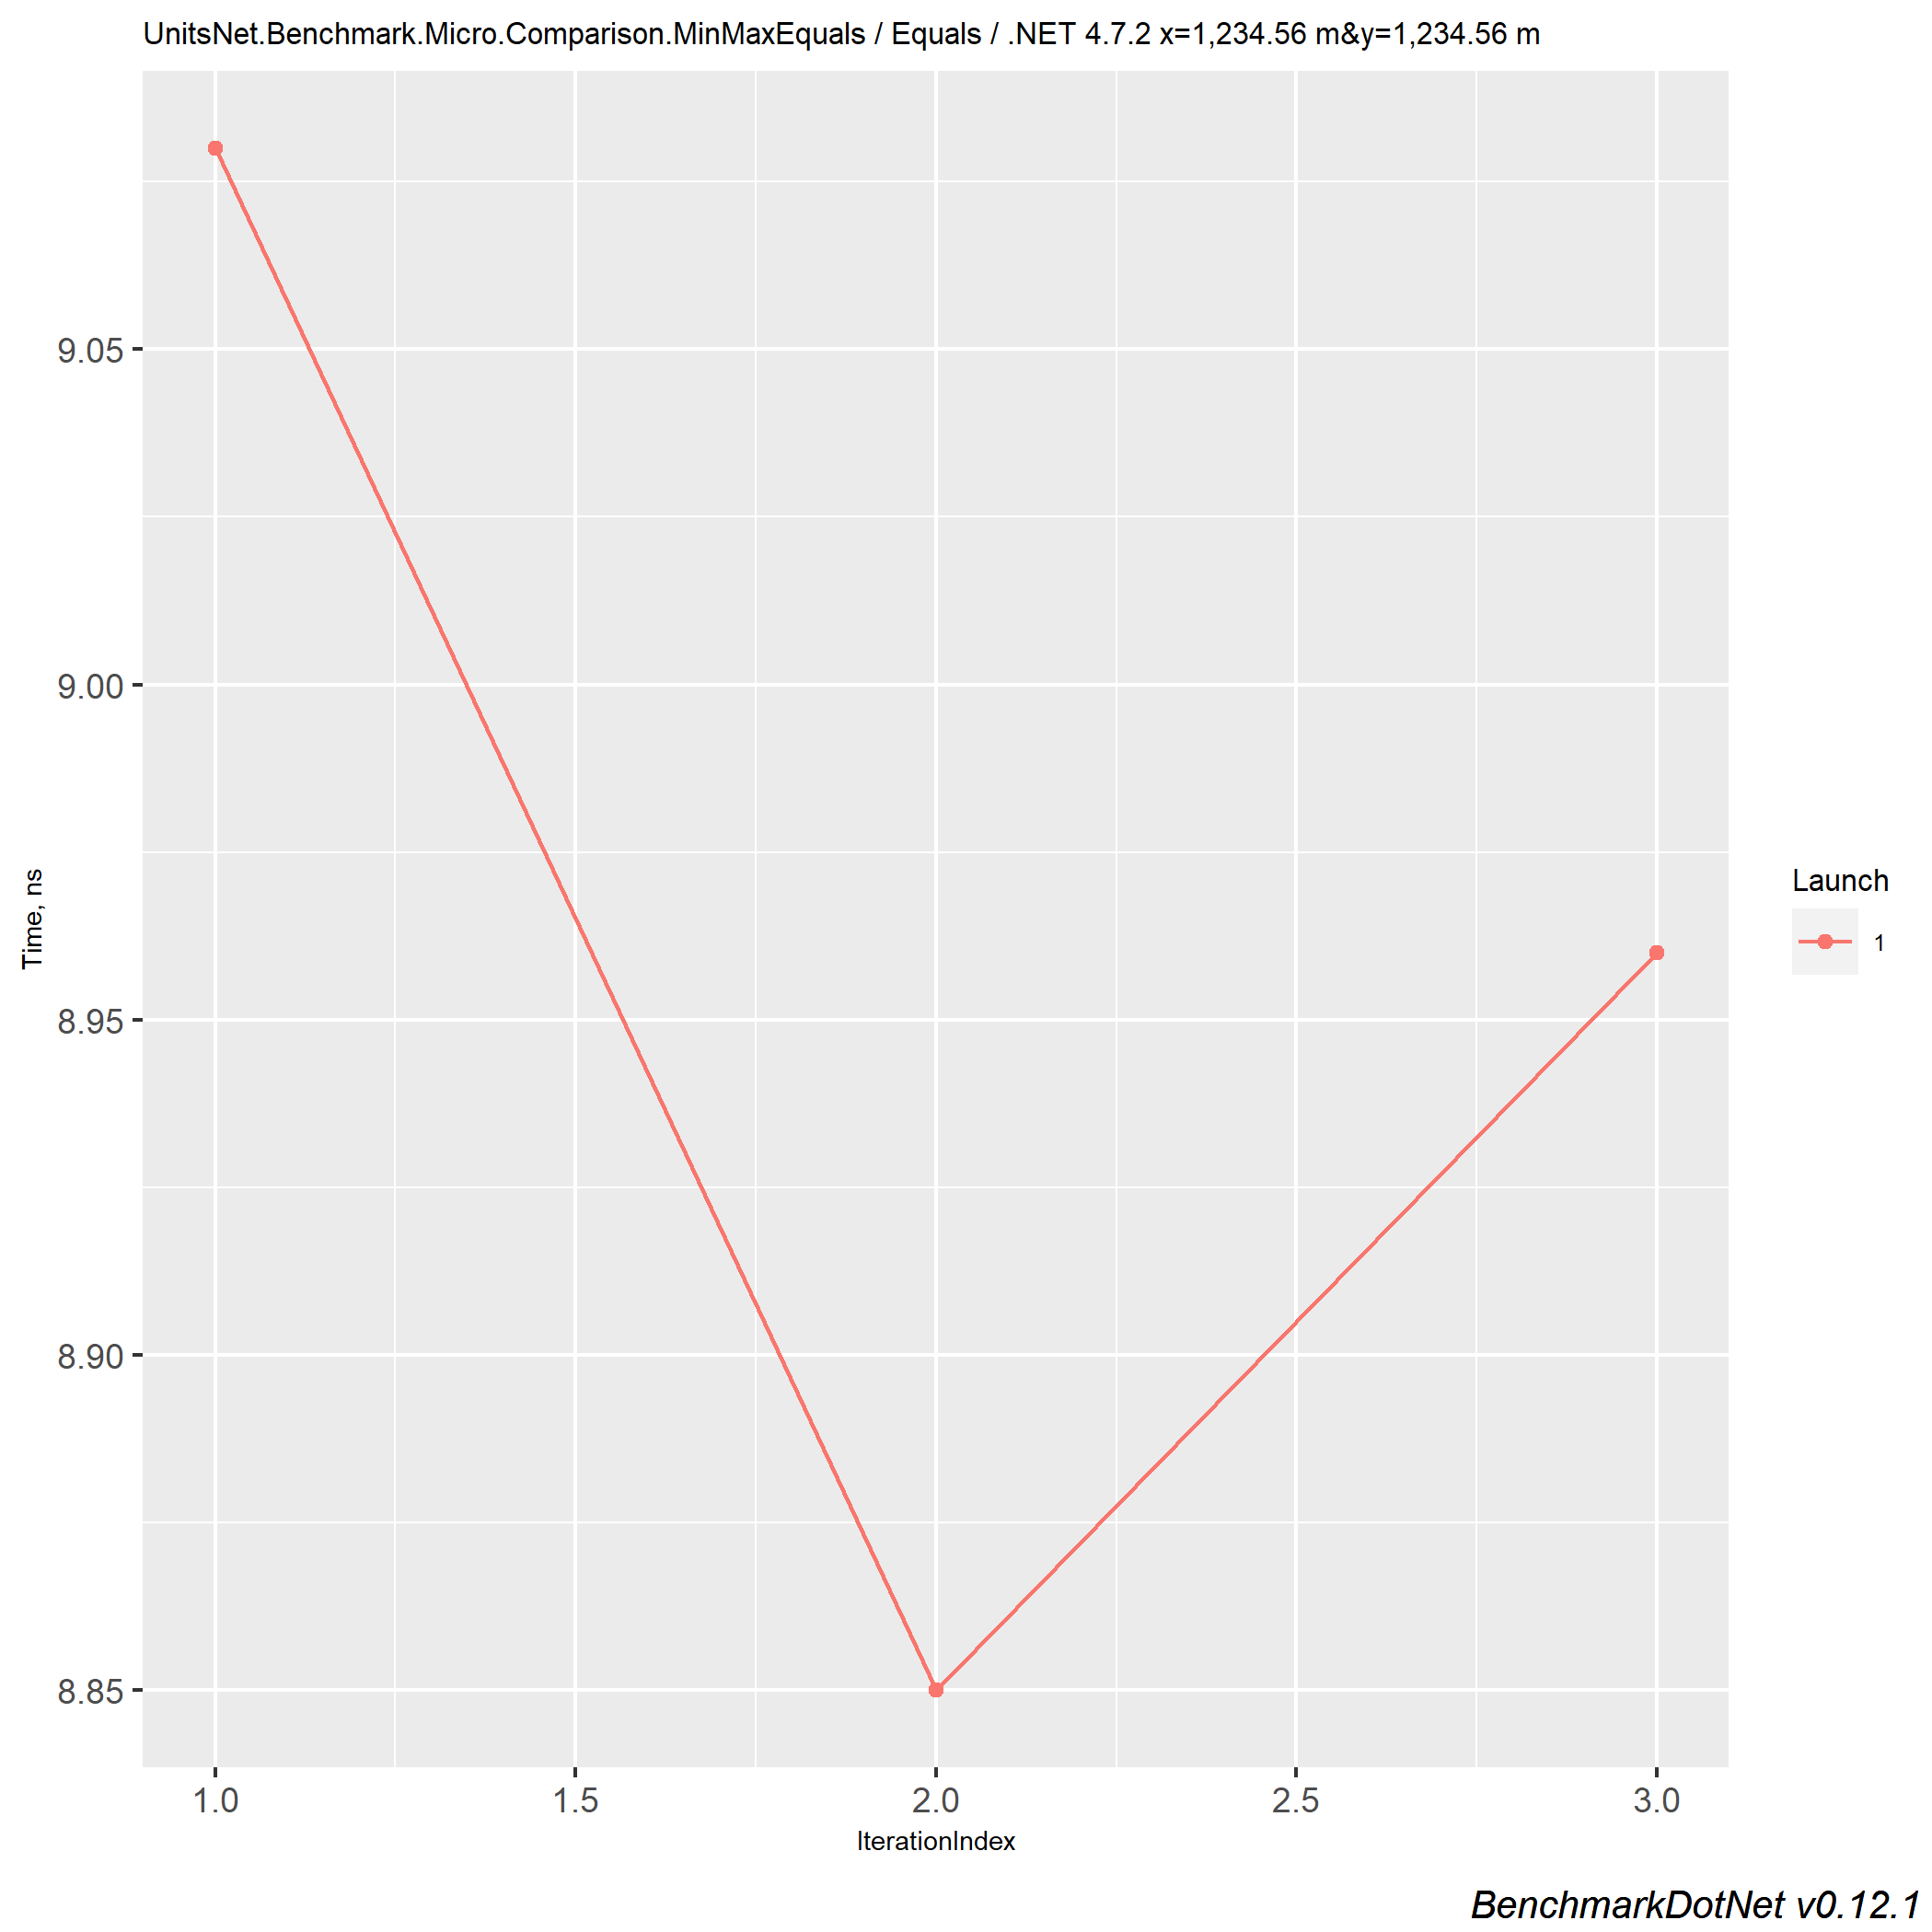 UnitsNet.Benchmark.Micro.Comparison.MinMaxEquals / Equals / .NET 4.7.2 x=1,234.56 m&y=1,234.56 m
9.05
9.00
8.95
8.90
8.85
Time, ns
1.0 1.5 2.0 2.5 3.0
IterationIndex
Launch
1
BenchmarkDotNet v0.12.1